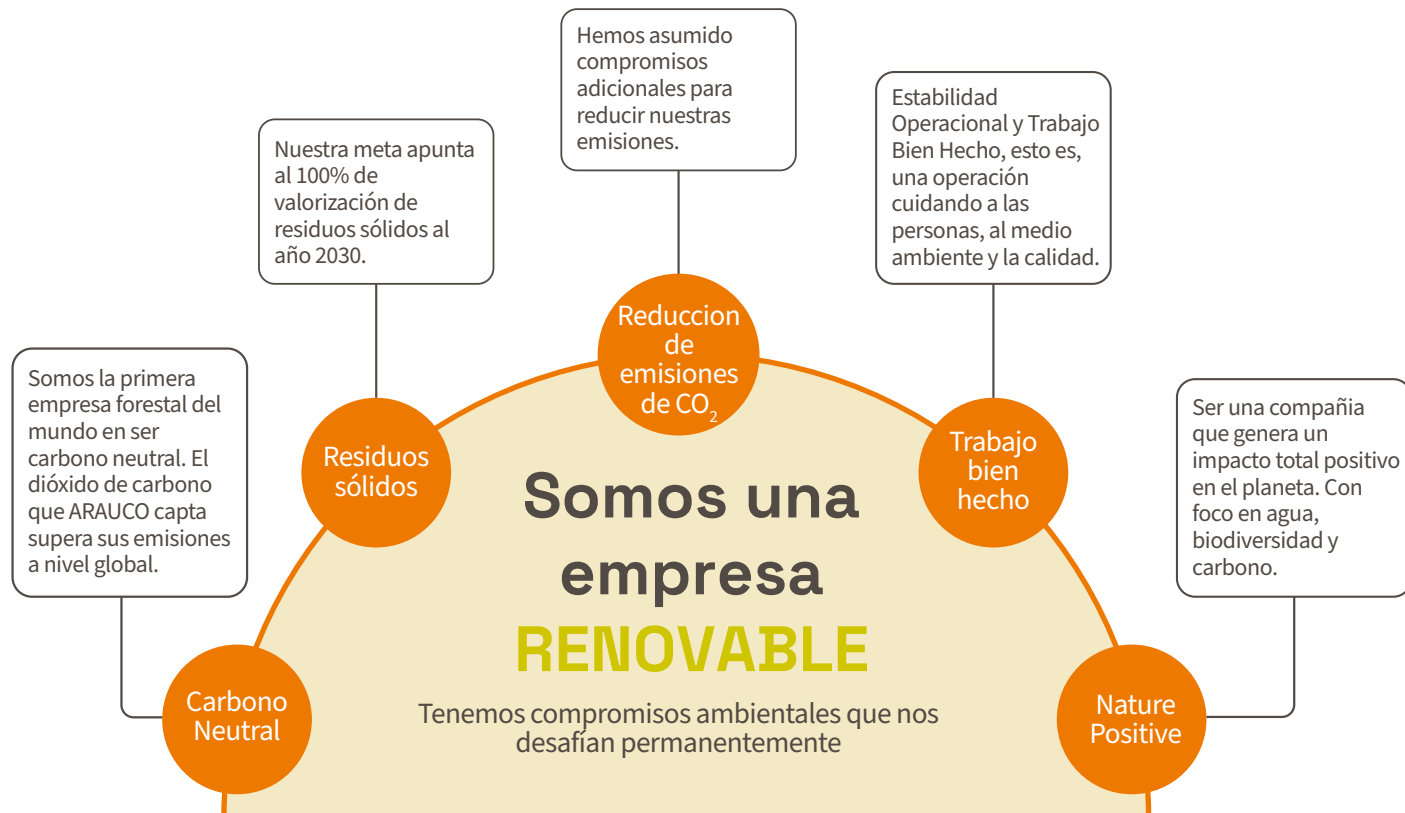 Hemos asumido
compromisos
adicionales para
reducir nuestras
emisiones.
Estabilidad
Operacional y Trabajo
Bien Hecho, esto es,
una operación
cuidando a las
personas, al medio
ambiente y la calidad.
Nuestra meta apunta
al 100% de
valorización de
residuos sólidos al
año 2030.
Somos la primera
empresa forestal del
mundo en ser
carbono neutral. El
dióxido de carbono
que ARAUCO capta
supera sus emisiones
a nivel global.
Ser una compañia
que genera un
impacto total positivo
en el planeta. Con
foco en agua,
biodiversidad y
carbono.
Reduccion
de
emisiones
de CO₂
Residuos
sólidos
Trabajo
bien
hecho
Carbono
Neutral
Nature
Positive
Somos una
empresa
RENOVABLE
Tenemos compromisos ambientales que nos
desafían permanentemente